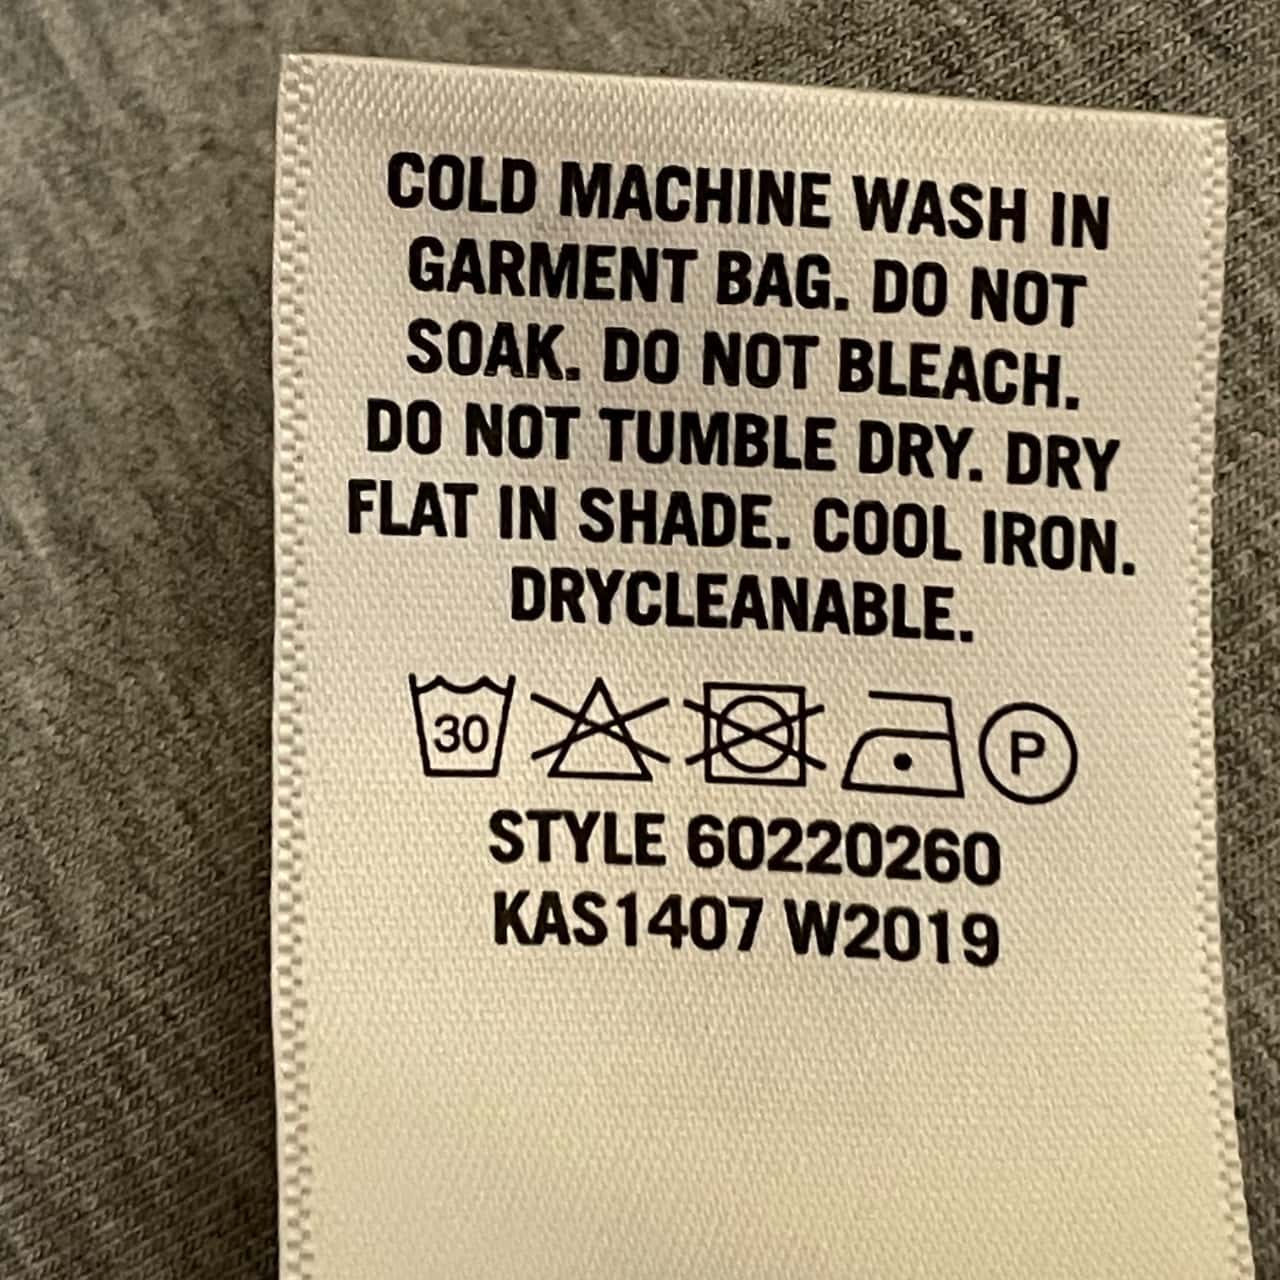 COLD MACHINE WASH IN
GARMENT BAG. DO NOT
SOAK. DO NOT BLEACH.
DO NOT TUMBLE DRY. DRY
FLAT IN SHADE. COOL IRON.
DRYCLEANABLE.
30 P
STYLE 60220260
KAS1407 W2019